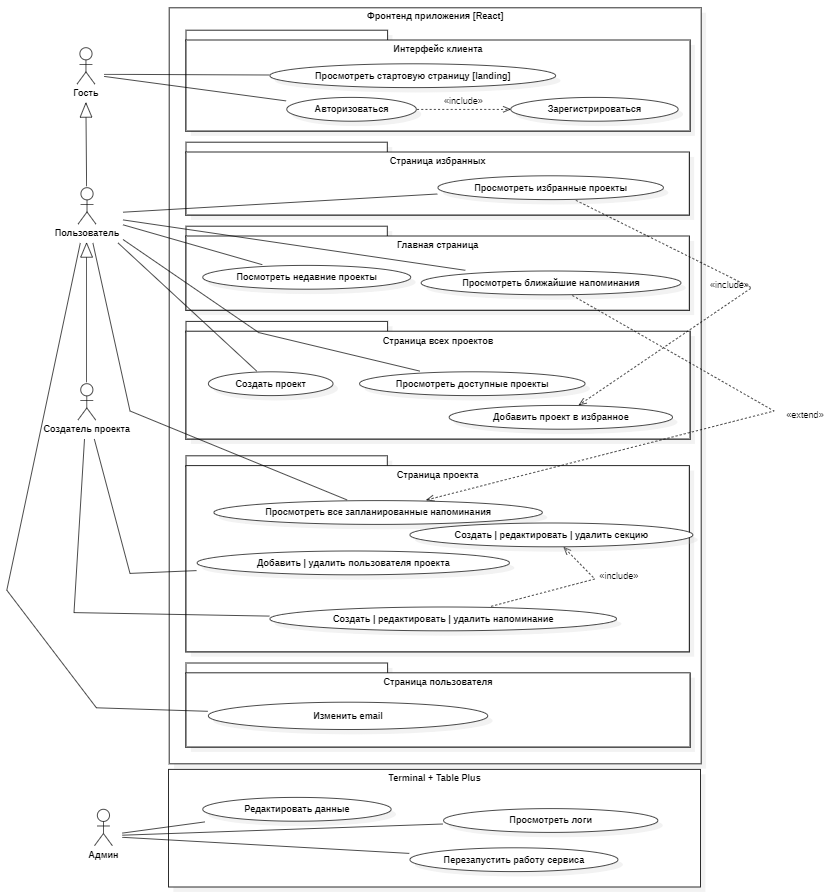 Фронтенд приложения [React]
Интерфейс клиента
Просмотреть стартовую страницу [landing]
Гость
Авторизоваться
«include»
Зарегистрироваться
Страница избранных
Просмотреть избранные проекты
Пользователь
Главная страница
Посмотреть недавние проекты
Просмотреть ближайшие напоминания
«include»
Страница всех проектов
Создать проект
Просмотреть доступные проекты
Добавить проект в избранное
«extend»
Создатель проекта
Страница проекта
Просмотреть все запланированные напоминания
Создать | редактировать | удалить секцию
Добавить | удалить пользователя проекта
«include»
Создать | редактировать | удалить напоминание
Страница пользователя
Изменить email
Terminal + Table Plus
Редактировать данные
Просмотреть логи
Админ
Перезапустить работу сервиса